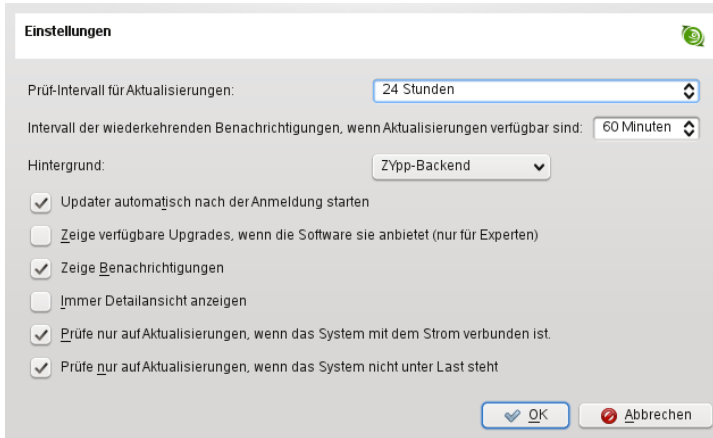 Einstellungen
Prüf-Intervall für Aktualisierungen: 24 Stunden
Intervall der wiederkehrenden Benachrichtigungen, wenn Aktualisierungen verfügbar sind: 60 Minuten
Hintergrund: ZYpp-Backend
Updater automatisch nach der Anmeldung starten
Zeige verfügbare Upgrades, wenn die Software sie anbietet (nur für Experten)
Zeige Benachrichtigungen
Immer Detailansicht anzeigen
Prüfe nur auf Aktualisierungen, wenn das System mit dem Strom verbunden ist.
Prüfe nur auf Aktualisierungen, wenn das System nicht unter Last steht
OK Abbrechen